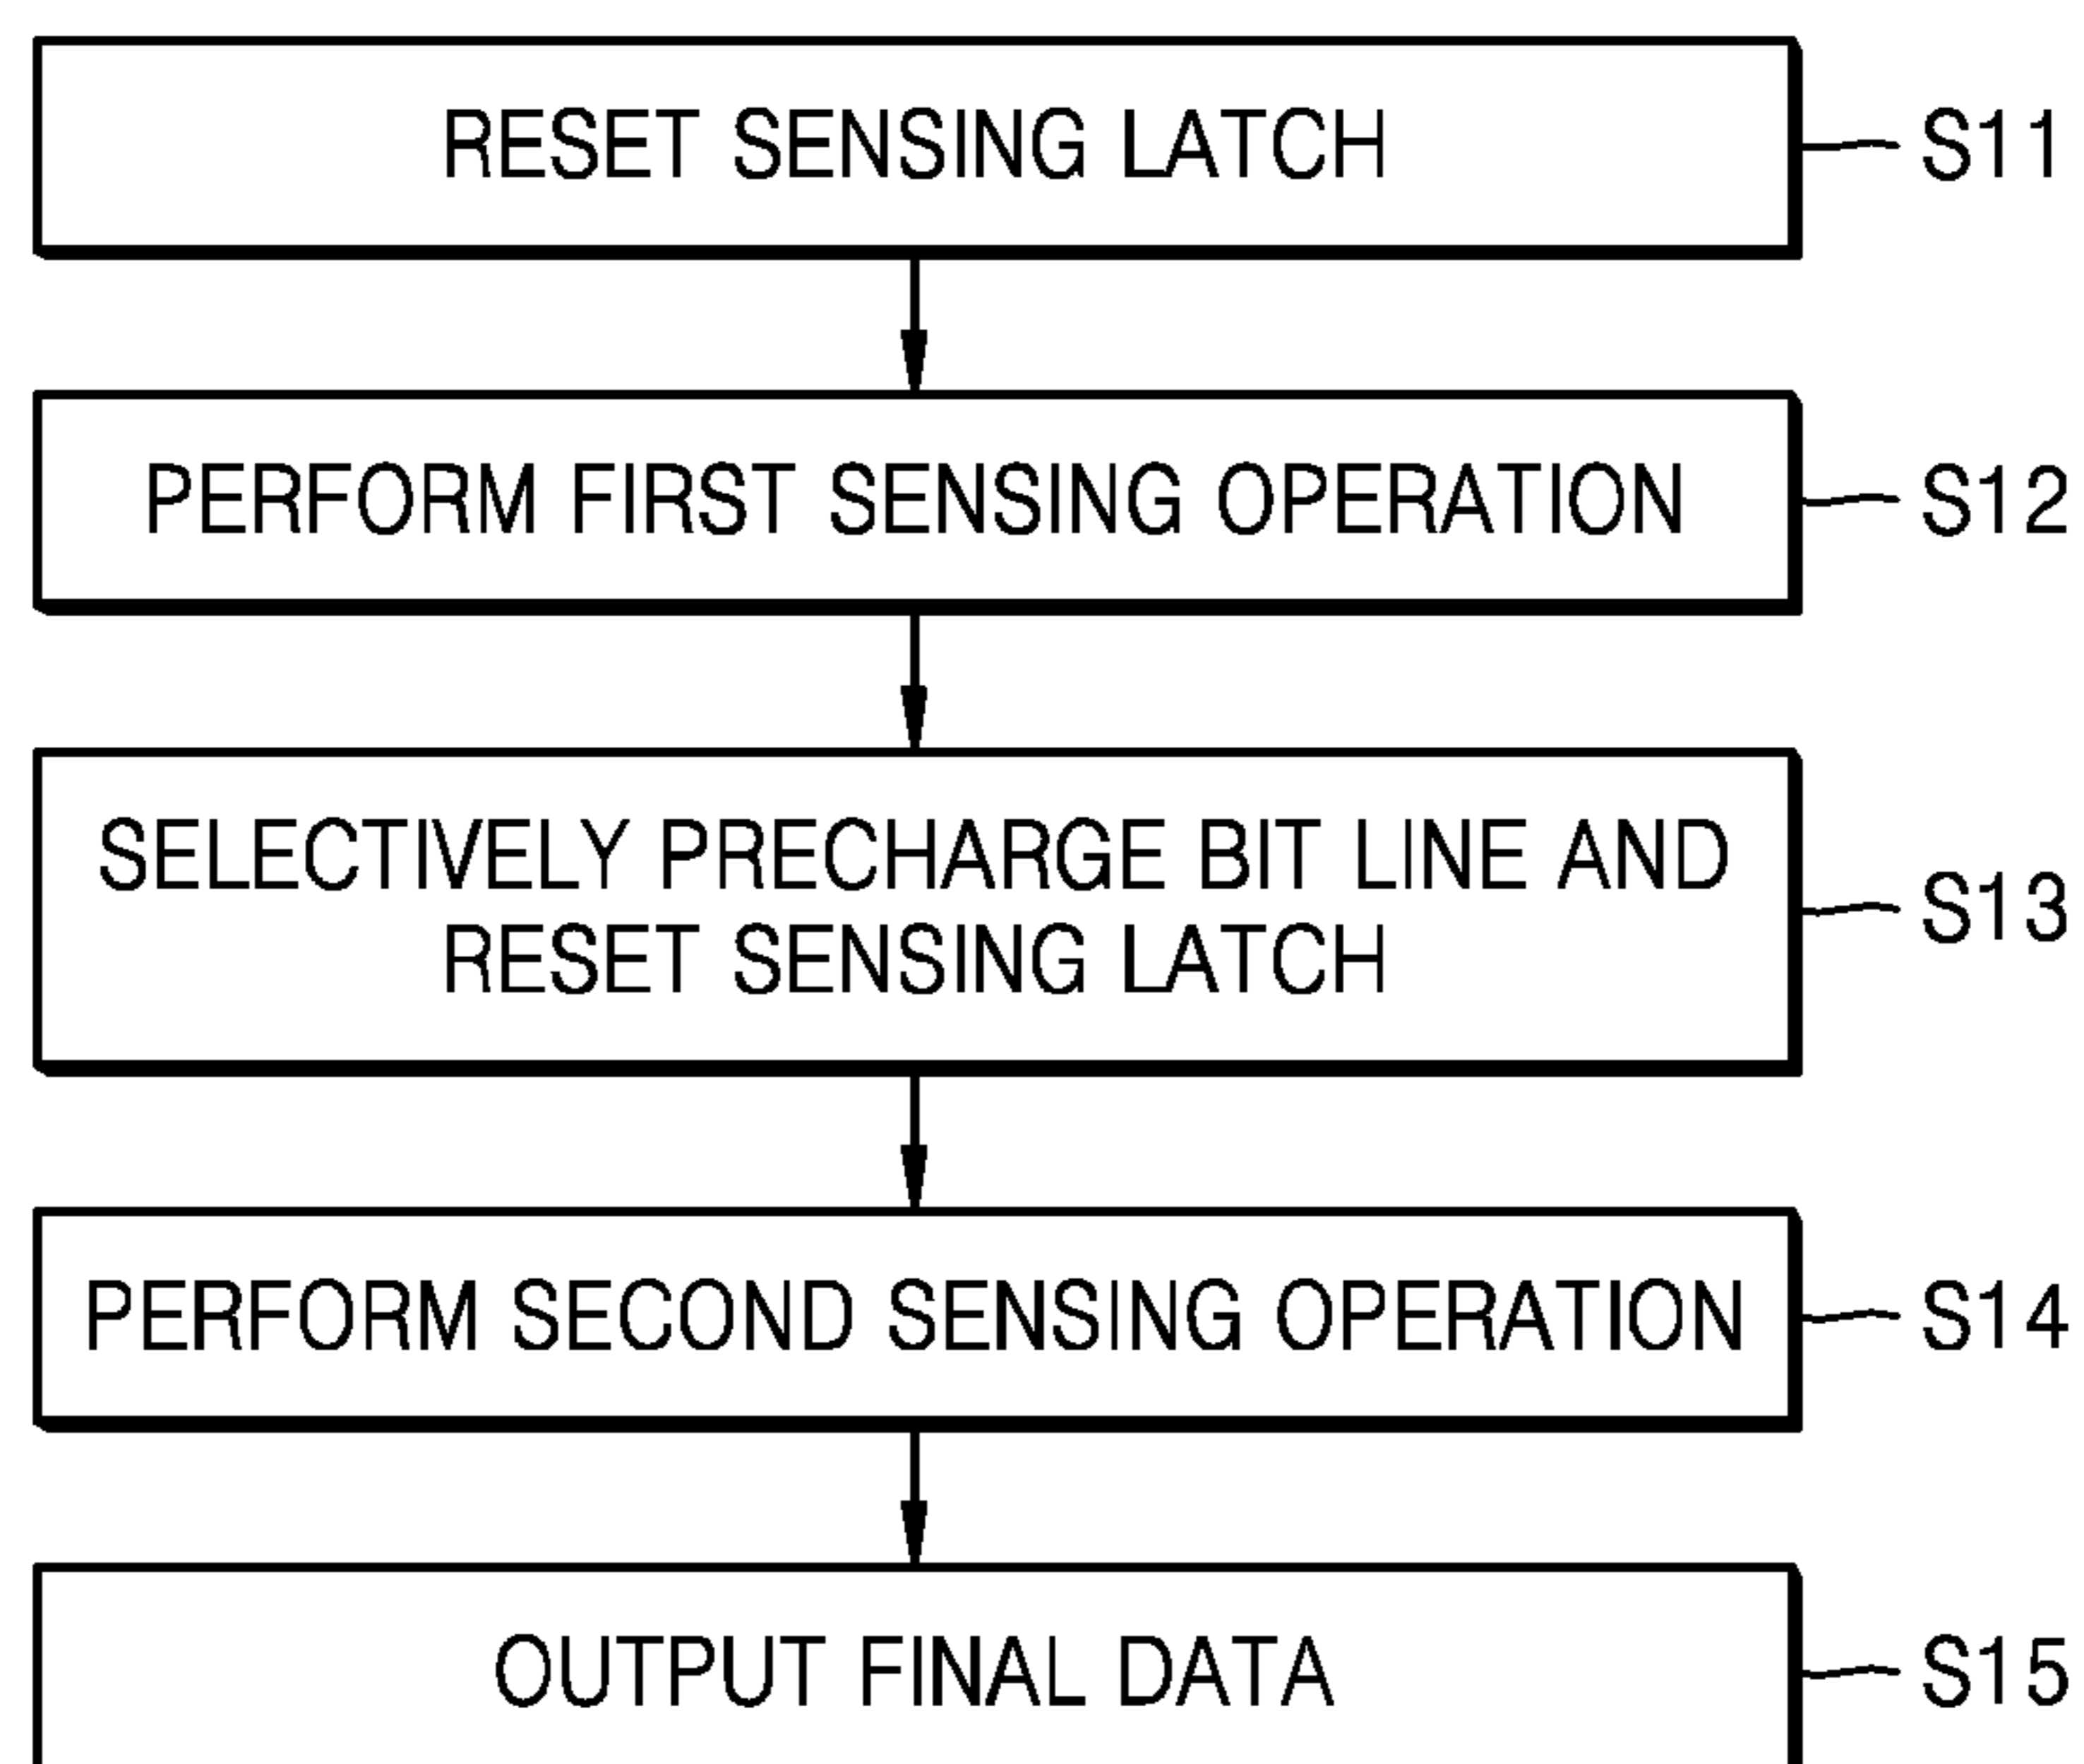 RESET SENSING LATCH
S11
PERFORM FIRST SENSING OPERATION
S12
SELECTIVELY PRECHARGE BIT LINE AND
RESET SENSING LATCH
S13
PERFORM SECOND SENSING OPERATION
S14
OUTPUT FINAL DATA
S15